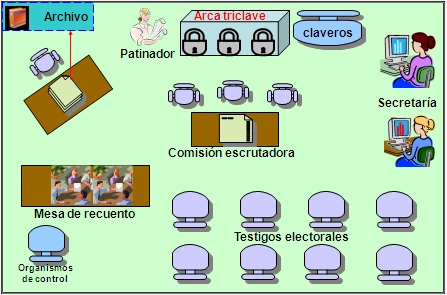 Archivo
Arca triclave
claveros
Patinador
Secretaría
Comisión escrutadora
Mesa de recuento
Testigos electorales
Organismos
de control